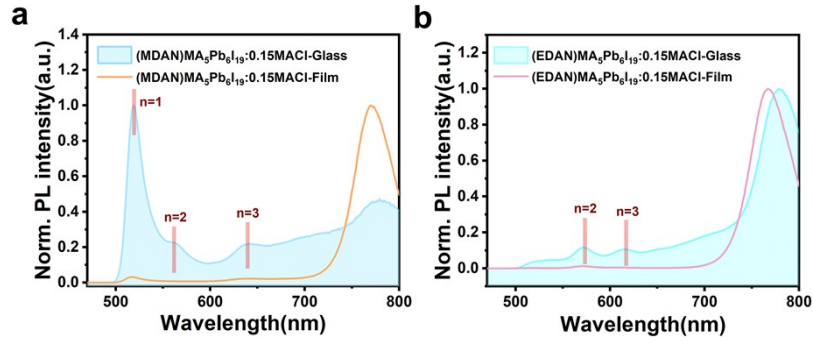 a
Norm. PL intensity(a.u.)
1.4
1.2
1.0
0.8
0.6
0.4
0.2
0.0
(MDAN)MA₅Pb₆I₁₉:0.15MACl-Glass
(MDAN)MA₅Pb₆I₁₉:0.15MACl-Film
n=1
n=2
n=3
500 600 700 800
Wavelength(nm)
b
Norm. PL intensity(a.u.)
1.2
1.0
0.8
0.6
0.4
0.2
0.0
(EDAN)MA₅Pb₆I₁₉:0.15MACl-Glass
(EDAN)MA₅Pb₆I₁₉:0.15MACl-Film
n=2
n=3
500 600 700 800
Wavelength(nm)